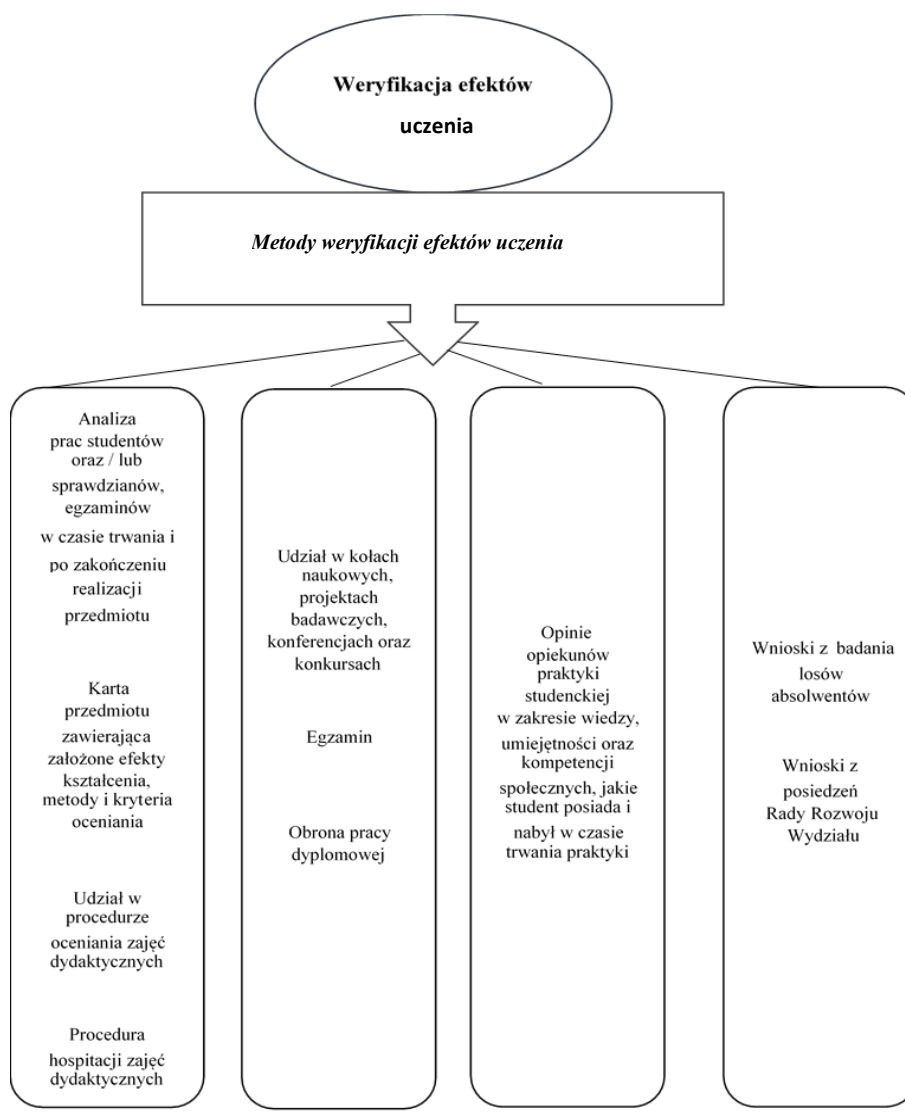 Weryfikacja efektów
uczenia
Metody weryfikacji efektów uczenia
Analiza
prac studentów
oraz / lub
sprawdzianów,
egzaminów
w czasie trwania i
po zakończeniu
realizacji
przedmiotu
Karta
przedmiotu
zawierająca
założone efekty
kształcenia,
metody i kryteria
oceniania
Udział w
procedurze
oceniania zajęć
dydaktycznych
Procedura
hospitacji zajęć
dydaktycznych
Udział w kołach
naukowych,
projektach
badawczych,
konferencjach oraz
konkursach
Egzamin
Obrona pracy
dyplomowej
Opinie
opiekunów
praktyki
studenckiej
w zakresie wiedzy,
umiejętności oraz
kompetencji
społecznych, jakie
student posiada i
nabył w czasie
trwania praktyki
Wnioski z badania
losów
absolwentów
Wnioski z
posiedzeń
Rady Rozwoju
Wydziału